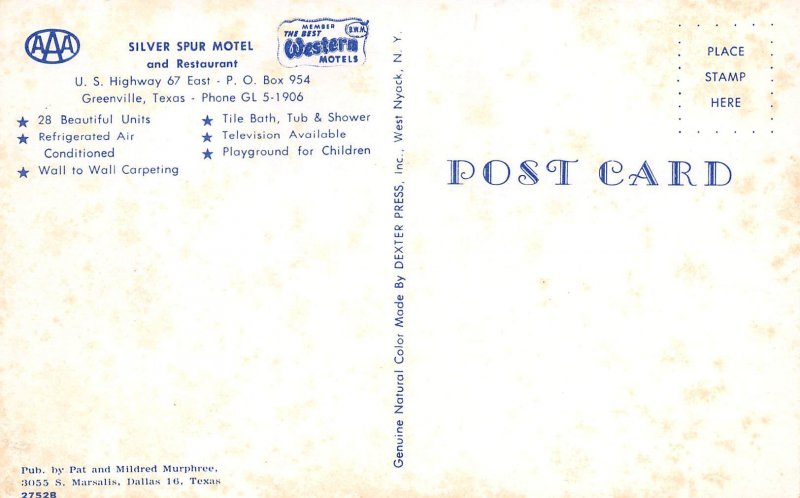 AAA
SILVER SPUR MOTEL
and Restaurant
U. S. Highway 67 East - P. O. Box 954
Greenville, Texas - Phone GL 5-1906
MEMBER
THE BEST
Western
MOTELS
B.W.M.
★ 28 Beautiful Units
★ Refrigerated Air
Conditioned
★ Wall to Wall Carpeting
★ Tile Bath, Tub & Shower
★ Television Available
★ Playground for Children
Pub. by Pat and Mildred Murphree,
3055 S. Marsalis, Dallas 16, Texas
27528
Genuine Natural Color Made By DEXTER PRESS, Inc., West Nyack, N. Y.
PLACE
STAMP
HERE
POST CARD